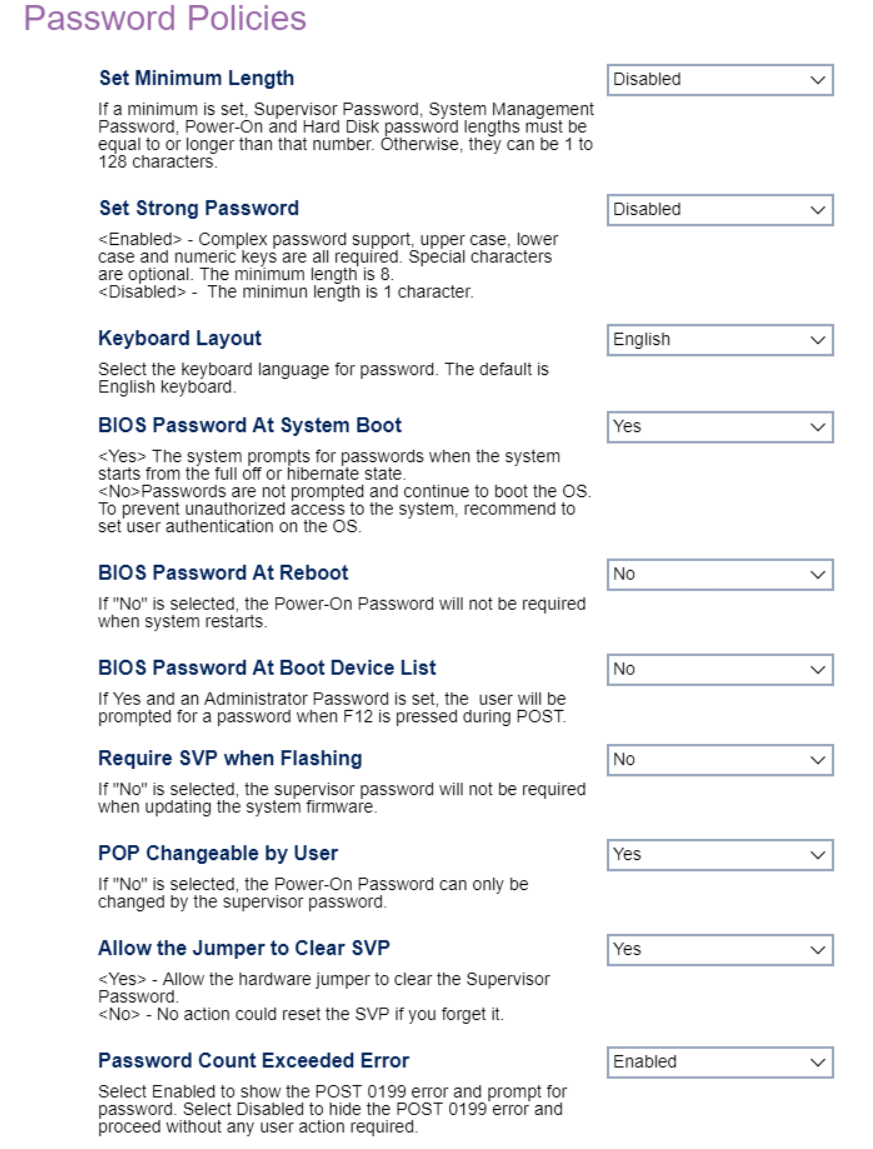 Password Policies
Set Minimum Length
Disabled
If a minimum is set, Supervisor Password, System Management
Password, Power-On and Hard Disk password lengths must be
equal to or longer than that number. Otherwise, they can be 1 to
128 characters.
Set Strong Password
Disabled
<Enabled> - Complex password support, upper case, lower
case and numeric keys are all required. Special characters
are optional. The minimum length is 8.
<Disabled> -  The minimun length is 1 character.
Keyboard Layout
English
Select the keyboard language for password. The default is
English keyboard.
BIOS Password At System Boot
Yes
<Yes> The system prompts for passwords when the system
starts from the full off or hibernate state.
<No>Passwords are not prompted and continue to boot the OS.
To prevent unauthorized access to the system, recommend to
set user authentication on the OS.
BIOS Password At Reboot
No
If "No" is selected, the Power-On Password will not be required
when system restarts.
BIOS Password At Boot Device List
No
If Yes and an Administrator Password is set, the  user will be
prompted for a password when F12 is pressed during POST.
Require SVP when Flashing
No
If "No" is selected, the supervisor password will not be required
when updating the system firmware.
POP Changeable by User
Yes
If "No" is selected, the Power-On Password can only be
changed by the supervisor password.
Allow the Jumper to Clear SVP
Yes
<Yes> - Allow the hardware jumper to clear the Supervisor
Password.
<No> - No action could reset the SVP if you forget it.
Password Count Exceeded Error
Enabled
Select Enabled to show the POST 0199 error and prompt for
password. Select Disabled to hide the POST 0199 error and
proceed without any user action required.